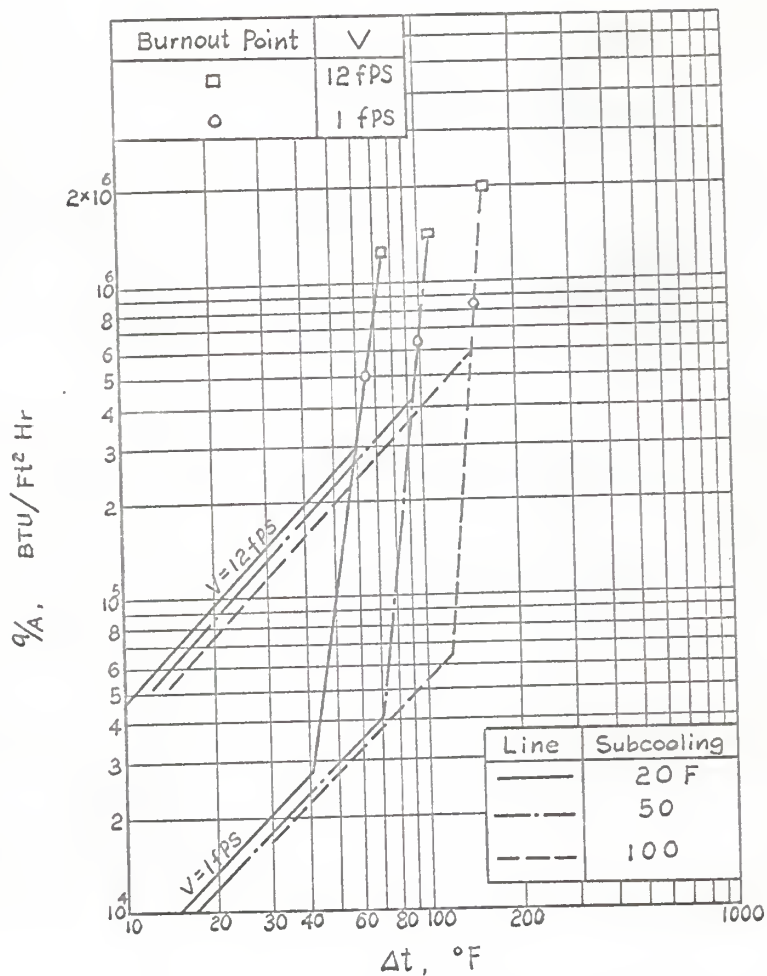 Burnout Point V
□ 12 fPS
○ 1 fPS
2×10⁶
10⁶
8
6
5
4
3
2
10⁵
8
6
5
4
3
2
10⁴
q/A, BTU/Ft² Hr
V=12fPS
V=1fPS
Line Subcooling
20 F
50
100
10 20 30 40 60 80 100 200 1000
Δt, °F